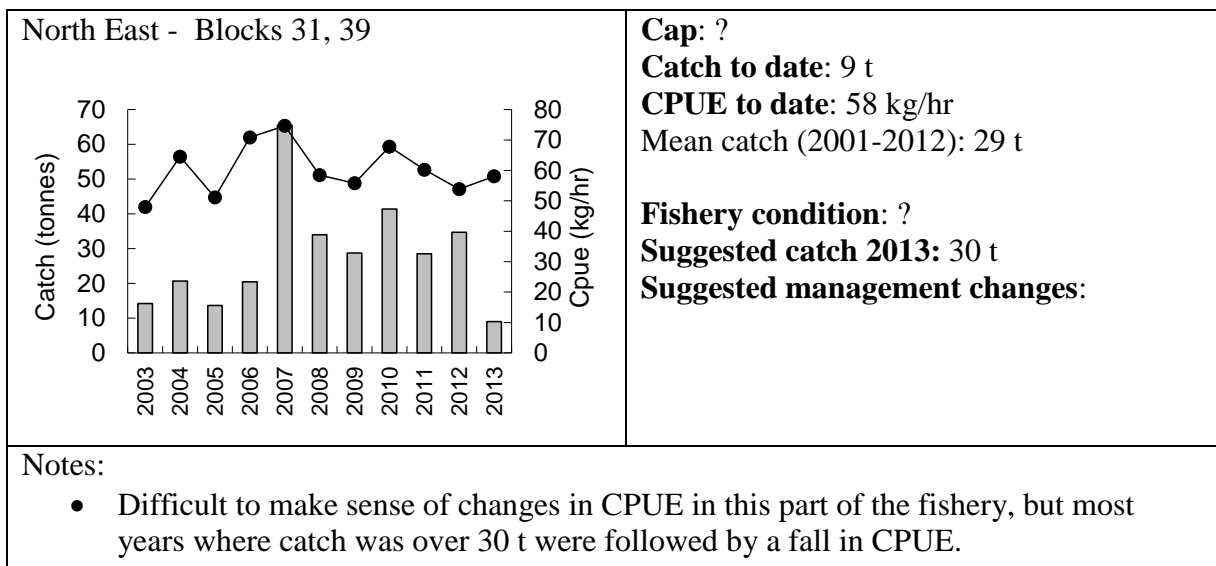 North East - Blocks 31, 39
Catch (tonnes)
70
60
50
40
30
20
10
0
80
70
60
50
40
30
20
10
0
Cpue (kg/hr)
2003
2004
2005
2006
2007
2008
2009
2010
2011
2012
2013
Cap: ?
Catch to date: 9 t
CPUE to date: 58 kg/hr
Mean catch (2001-2012): 29 t
Fishery condition: ?
Suggested catch 2013: 30 t
Suggested management changes:
Notes:
• Difficult to make sense of changes in CPUE in this part of the fishery, but most
years where catch was over 30 t were followed by a fall in CPUE.